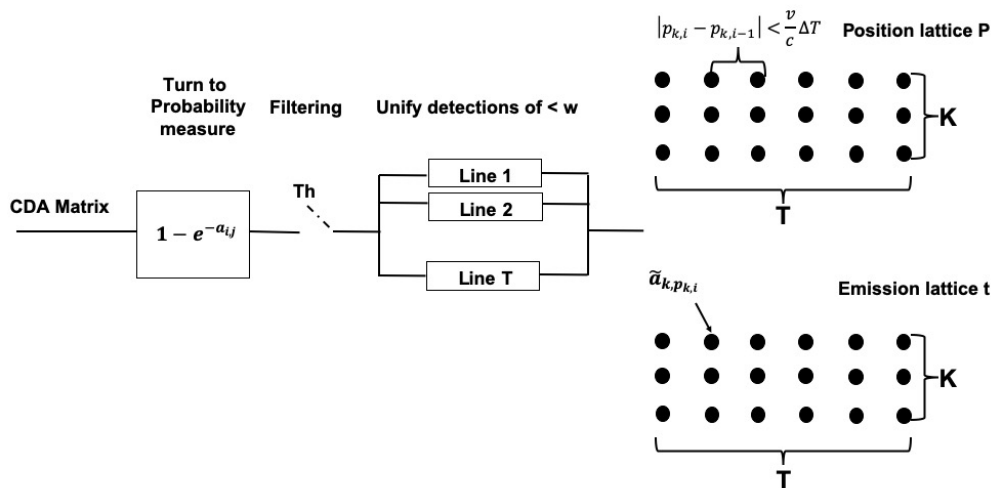 |p_{k,i} − p_{k,i−1}| < \frac{v}{c} ΔT
Position lattice P
Turn to
Probability
measure
Filtering
Unify detections of < w
K
Line 1
Th
CDA Matrix
Line 2
1 − e^{−a_{i,j}}
T
Line T
ã_{k,p_{k,i}}
Emission lattice t
K
T